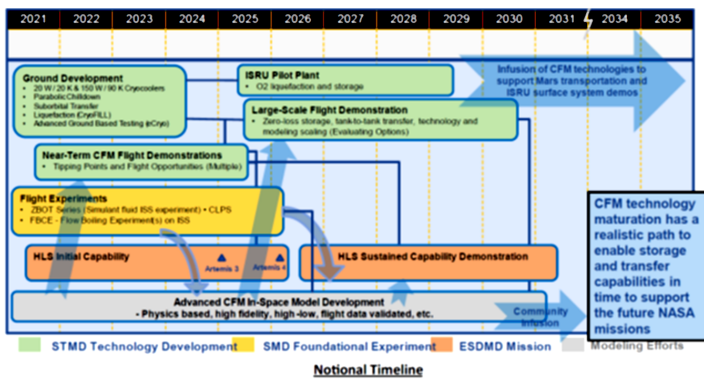 2021 2022 2023 2024 2025 2026 2027 2028 2029 2030 2031 2034 2035
Ground Development
• 20 W / 20 K & 150 W / 90 K Cryocoolers
• Parabolic Chilldown
• Suborbital Transfer
• Liquefaction (CryoFILL)
• Advanced Ground Based Testing (eCryo)
ISRU Pilot Plant
• O2 liquefaction and storage
Infusion of CFM technologies to
support Mars transportation and
ISRU surface system demos
Large-Scale Flight Demonstration
• Zero-loss storage, tank-to-tank transfer, technology and
modeling scaling (Evaluating Options)
Near-Term CFM Flight Demonstrations
• Tipping Points and Flight Opportunities (Multiple)
Flight Experiments
• ZBOT Series (Simulant fluid ISS experiment) • CLPS
• FBCE - Flow Boiling Experiment(s) on ISS
CFM technology
maturation has a
realistic path to
enable storage
and transfer
capabilities in
time to support
the future NASA
missions
HLS Initial Capability
Artemis 3
Artemis 4
HLS Sustained Capability Demonstration
Advanced CFM In-Space Model Development
- Physics based, high fidelity, high-low, flight data validated, etc.
Community
Infusion
STMD Technology Development
SMD Foundational Experiment
ESDMD Mission
Modeling Efforts
Notional Timeline